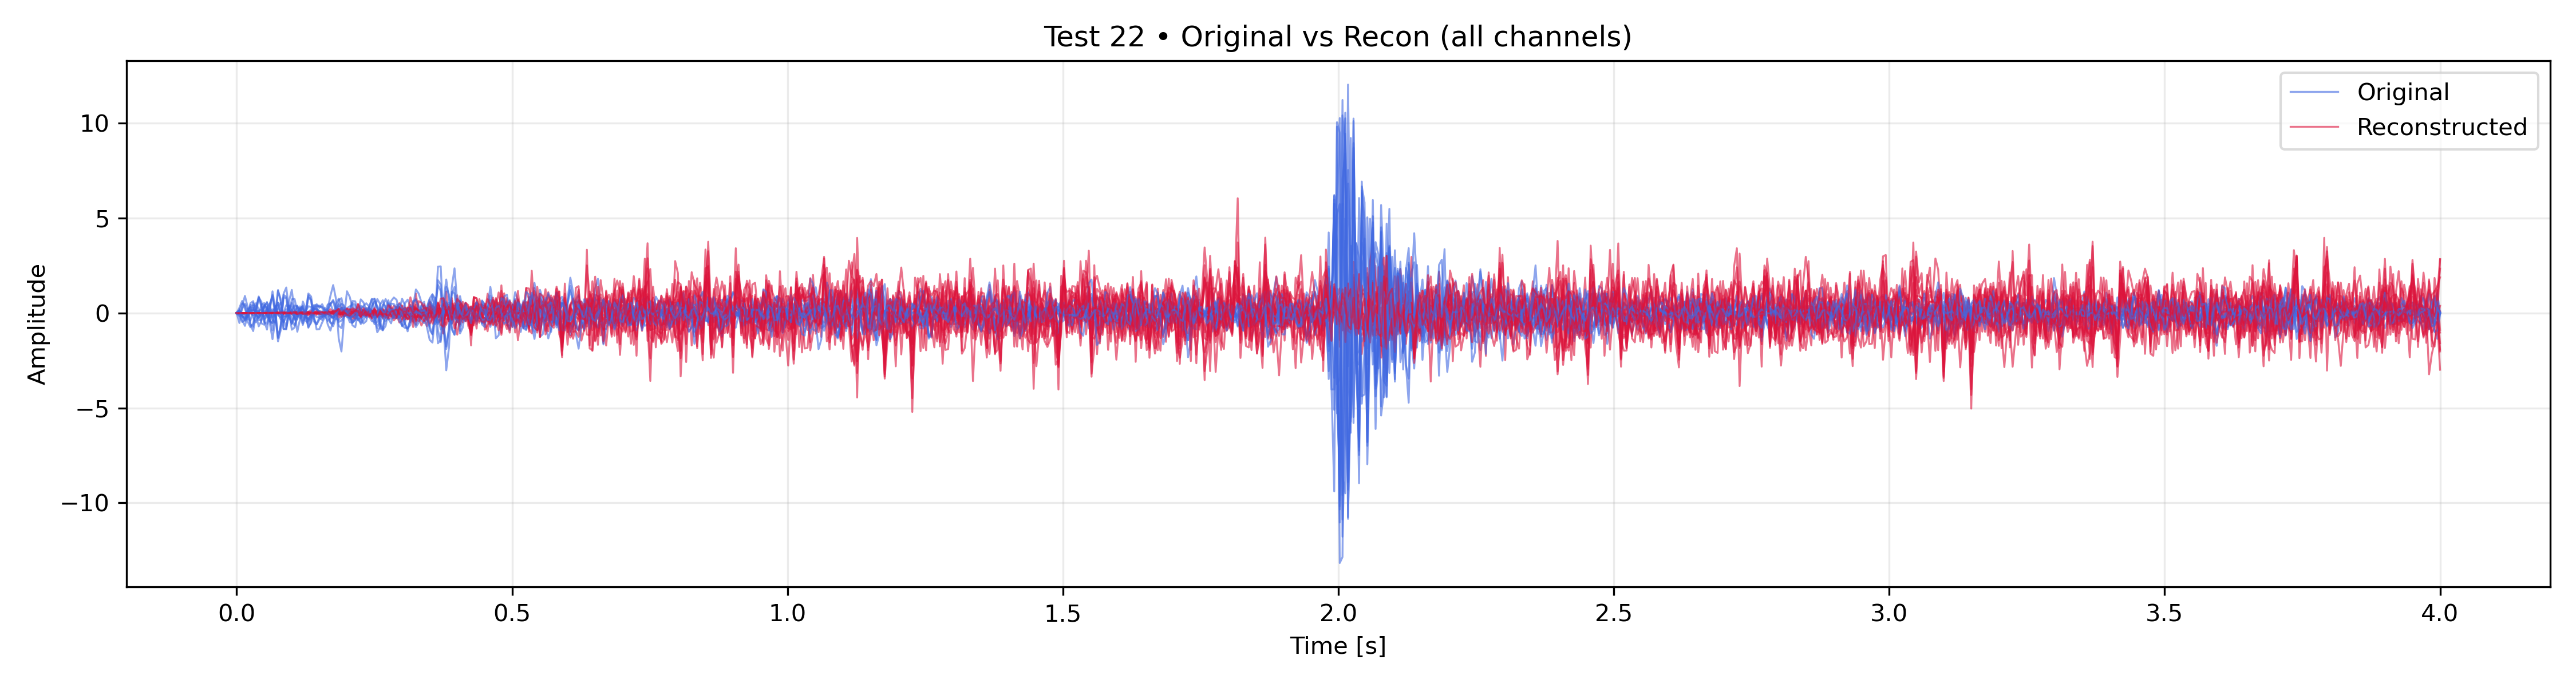 Test 22 • Original vs Recon (all channels)
Original
Reconstructed
Amplitude
10
5
0
−5
−10
0.0 0.5 1.0 1.5 2.0 2.5 3.0 3.5 4.0
Time [s]